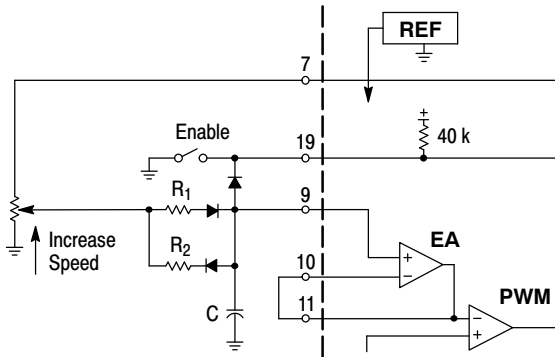 REF
7
Enable
19
+
40 k
R1
9
Increase
Speed
R2
10
EA
+
−
11
PWM
−
+
C